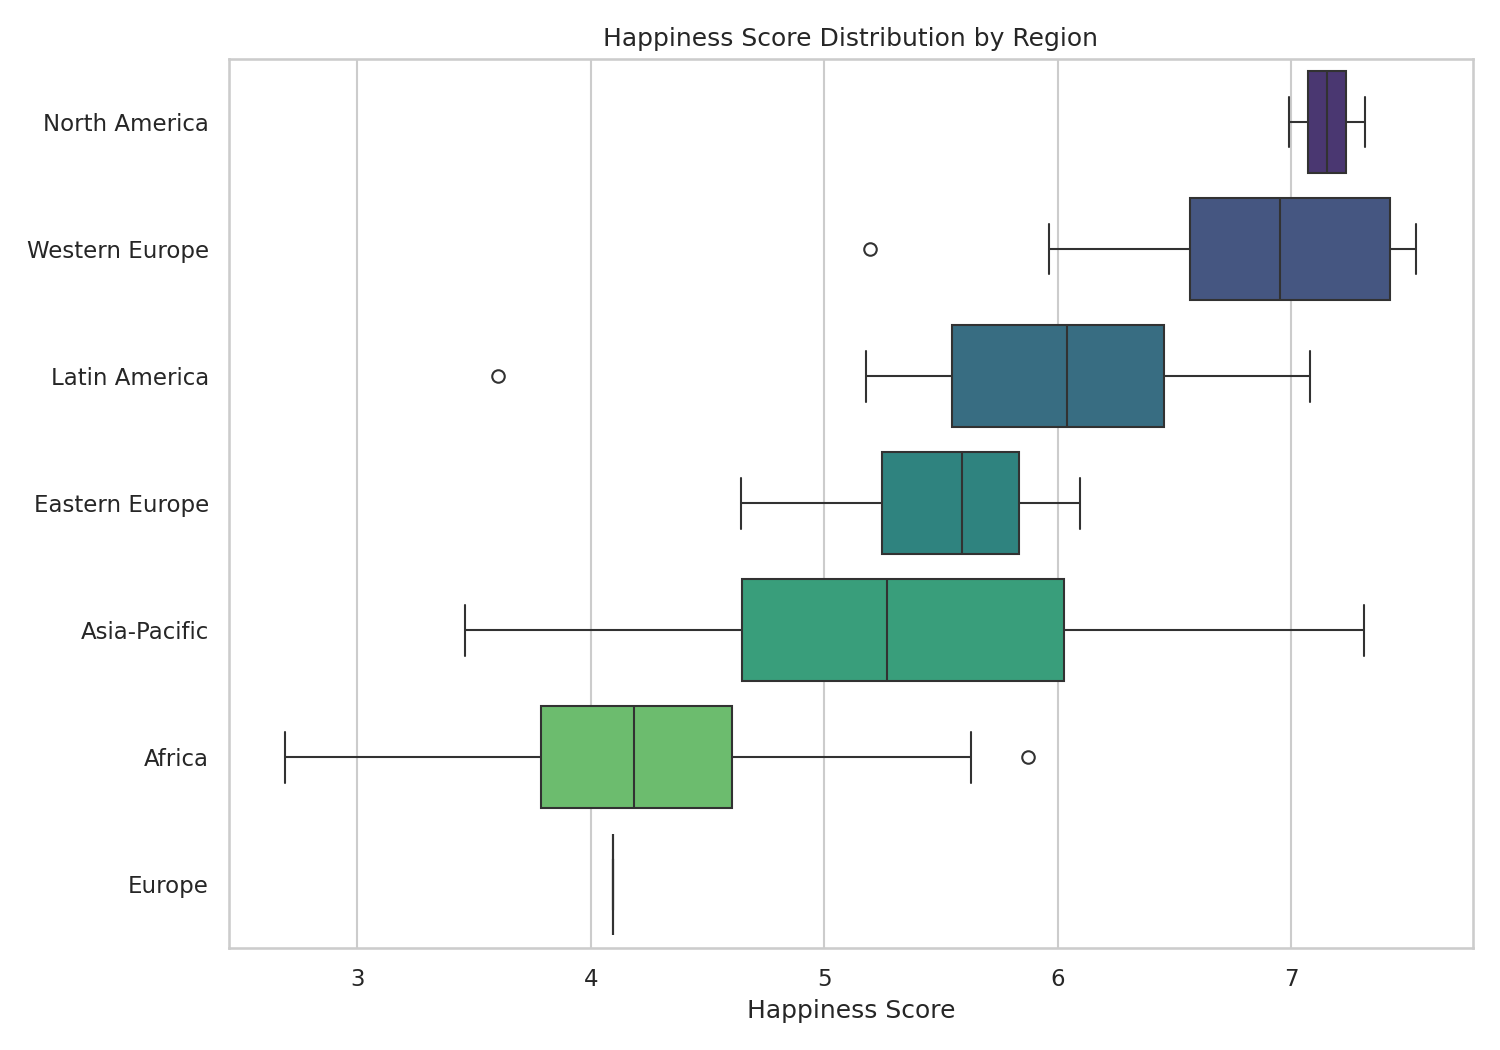 Happiness Score Distribution by Region
North America
Western Europe
Latin America
Eastern Europe
Asia-Pacific
Africa
Europe
3 4 5 6 7
Happiness Score